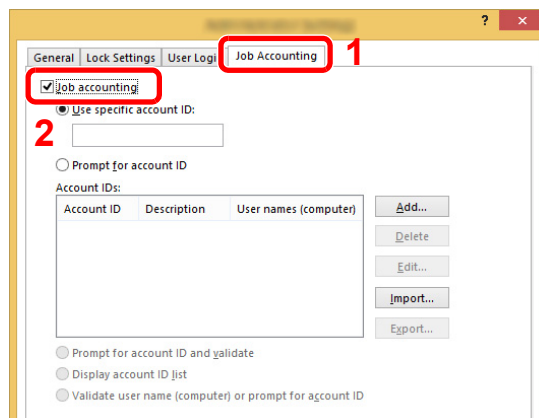 ? ×
General Lock Settings User Logi Job Accounting 1
Job accounting
Use specific account ID:
2
Prompt for account ID
Account IDs:
Account ID Description User names (computer) Add...
Delete
Edit...
Import...
Export...
Prompt for account ID and validate
Display account ID list
Validate user name (computer) or prompt for account ID